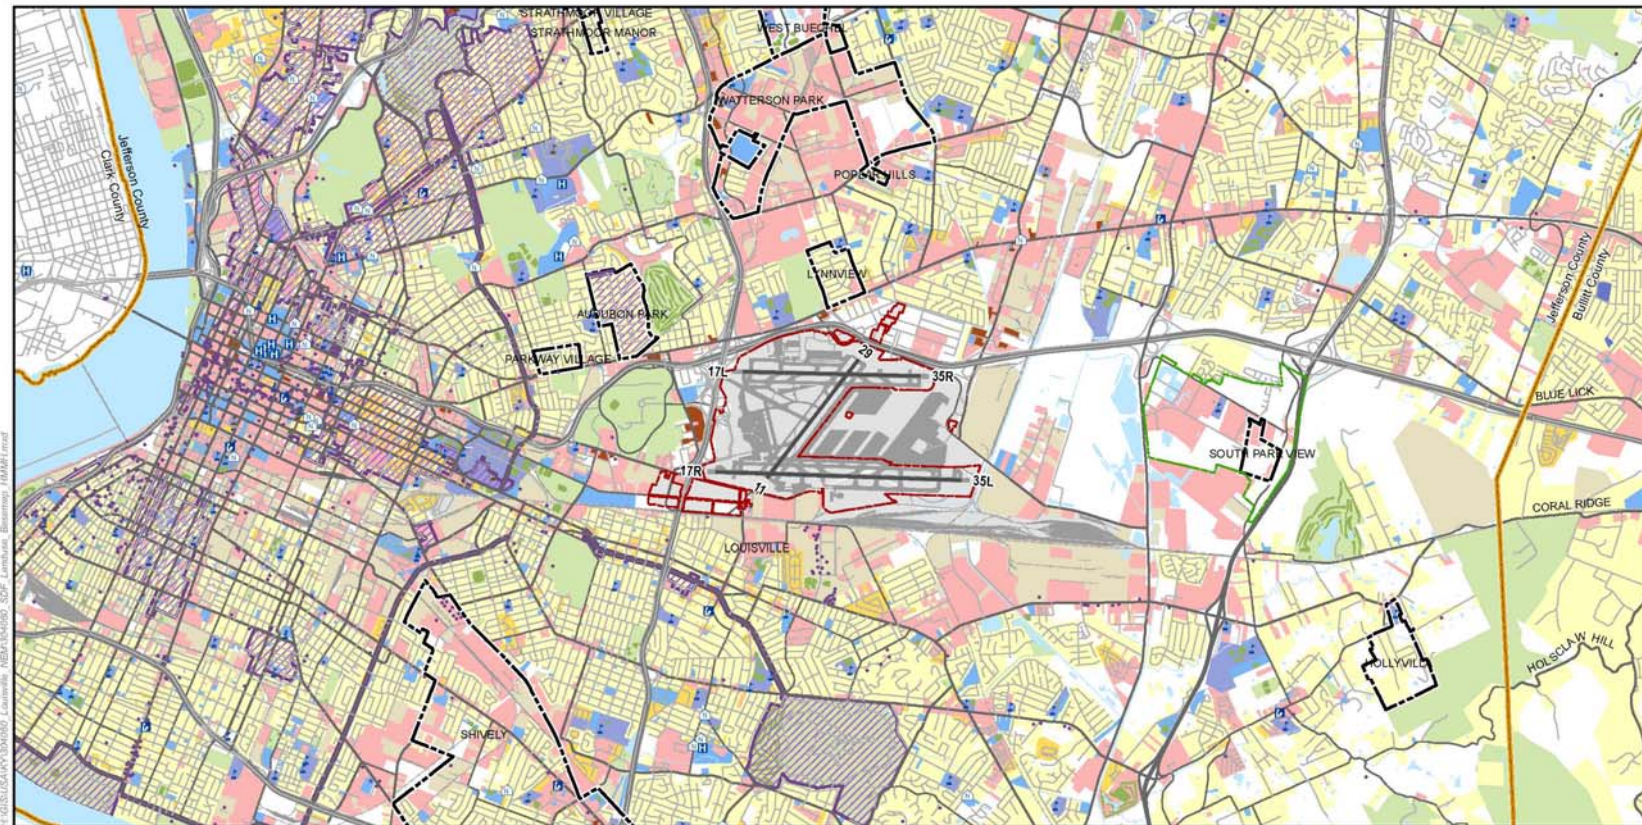 STRATHMOOR VILLAGE
STRATHMOOR MANOR
WEST BUECHEL
WATTERSON PARK
POPLAR HILLS
Jefferson County
Clark County
H
H
H
H
LYNNVIEW
Jefferson County
Bullitt County
AUDUBON PARK
PARKWAY VILLAGE
H
H
H
H
H
29
17L
35R
BLUE LICK
SOUTH PARK VIEW
17R
11
35L
CORAL RIDGE
LOUISVILLE
HOLSCLAW HILL
HOLLYVILLA
SHIVELY
H